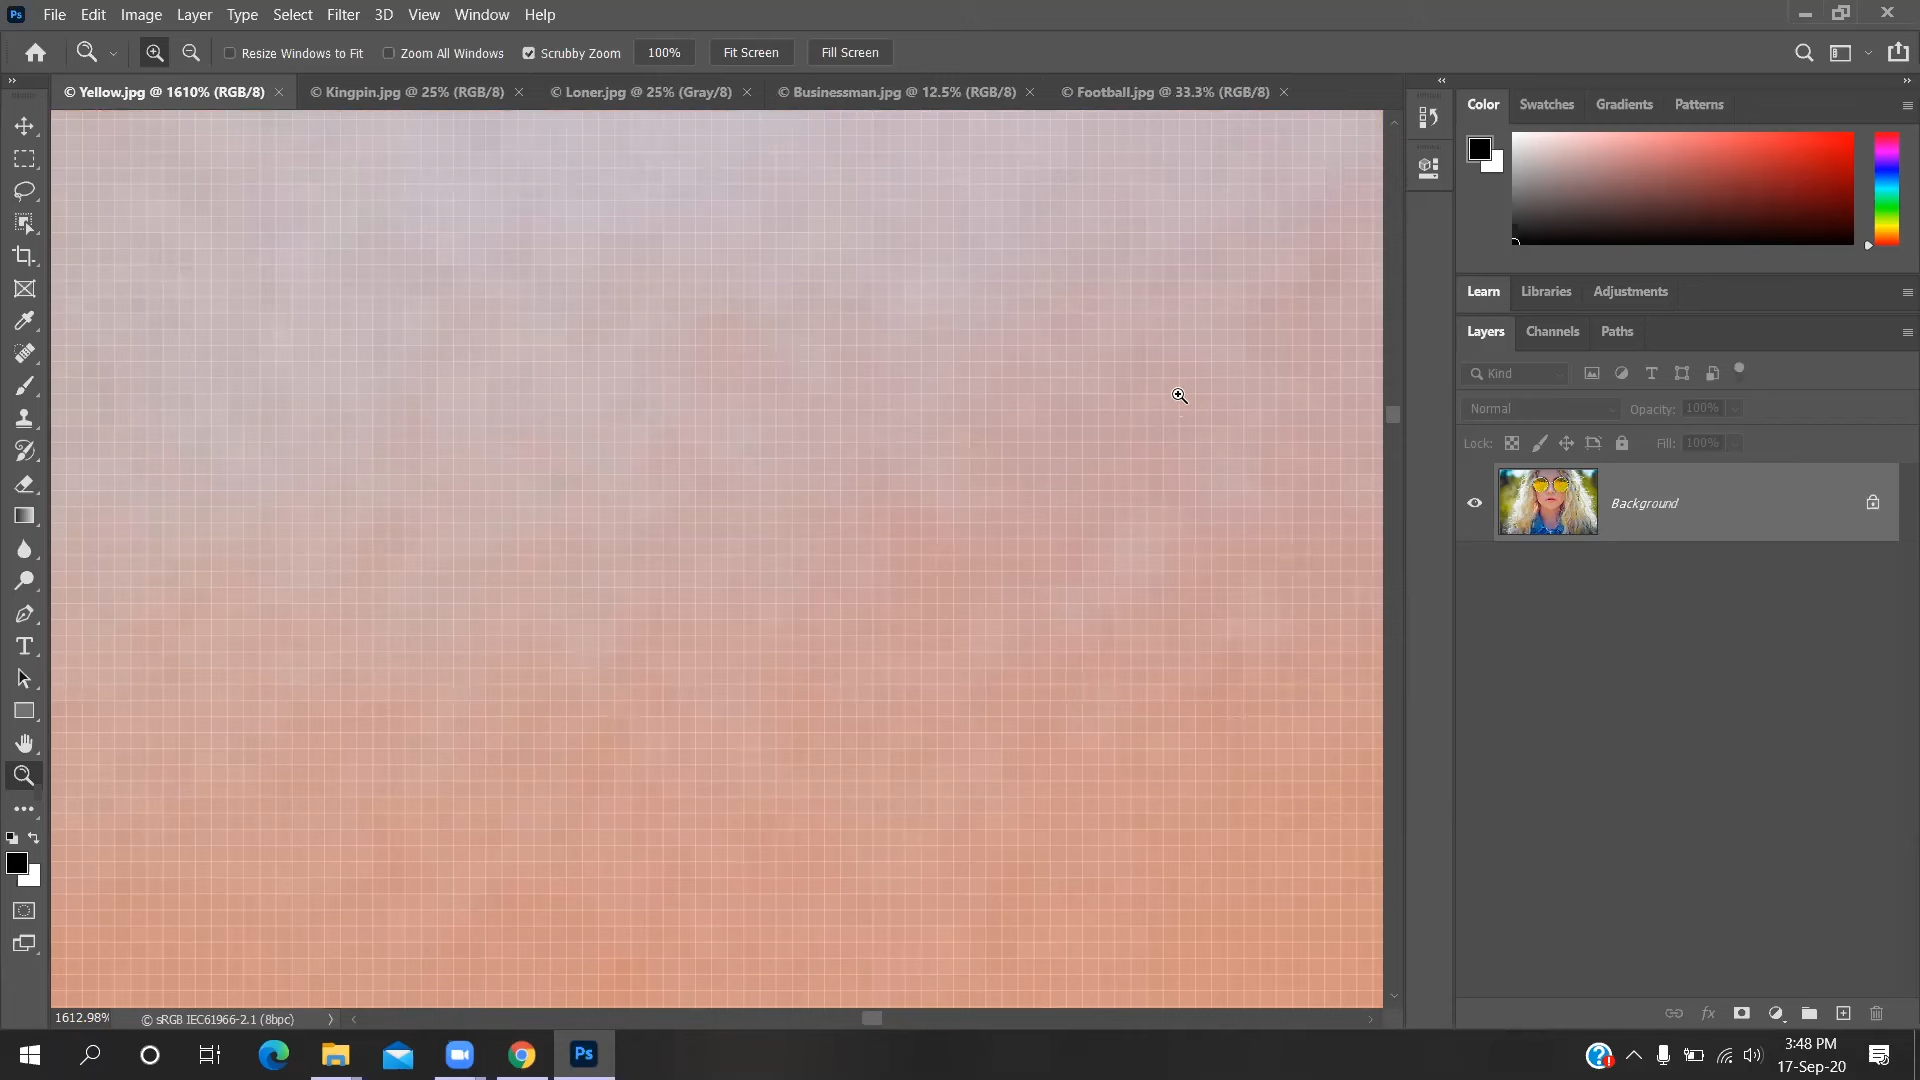 Ps File Edit Image Layer Type Select Filter 3D View Window Help
Resize Windows to Fit Zoom All Windows Scrubby Zoom 100% Fit Screen Fill Screen
© Yellow.jpg @ 1610% (RGB/8) × © Kingpin.jpg @ 25% (RGB/8) × © Loner.jpg @ 25% (Gray/8) × © Businessman.jpg @ 12.5% (RGB/8) × © Football.jpg @ 33.3% (RGB/8) ×
Color Swatches Gradients Patterns
Learn Libraries Adjustments
Layers Channels Paths
Kind
Normal Opacity: 100%
Lock: Fill: 100%
Background
1612.98% © sRGB IEC61966-2.1 (8bpc)
Ps
3:48 PM
17-Sep-20